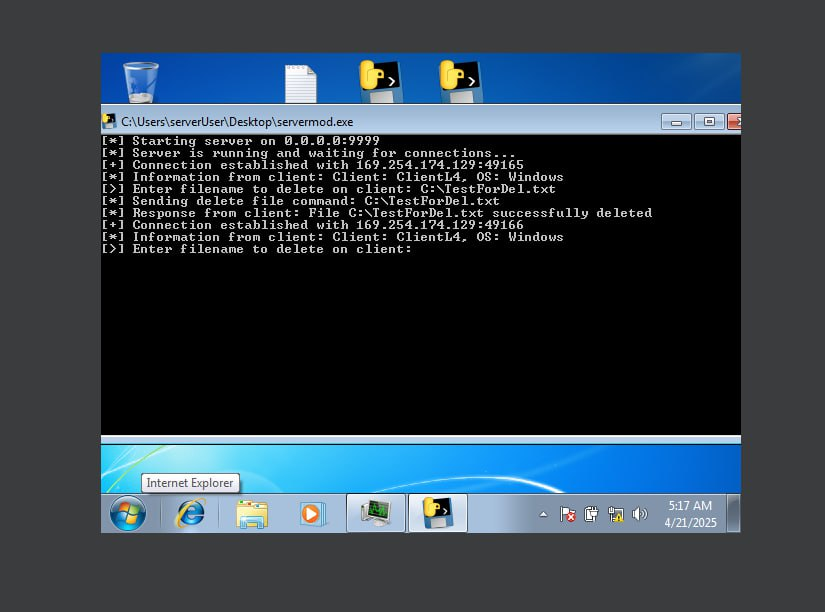 C:\Users\serverUser\Desktop\servermod.exe
[*] Starting server on 0.0.0.0:9999
[*] Server is running and waiting for connections...
[+] Connection established with 169.254.174.129:49165
[*] Information from client: Client: ClientL4, OS: Windows
[>] Enter filename to delete on client: C:\TestForDel.txt
[*] Sending delete file command: C:\TestForDel.txt
[*] Response from client: File C:\TestForDel.txt successfully deleted
[+] Connection established with 169.254.174.129:49166
[*] Information from client: Client: ClientL4, OS: Windows
[>] Enter filename to delete on client:
Internet Explorer
5:17 AM
4/21/2025